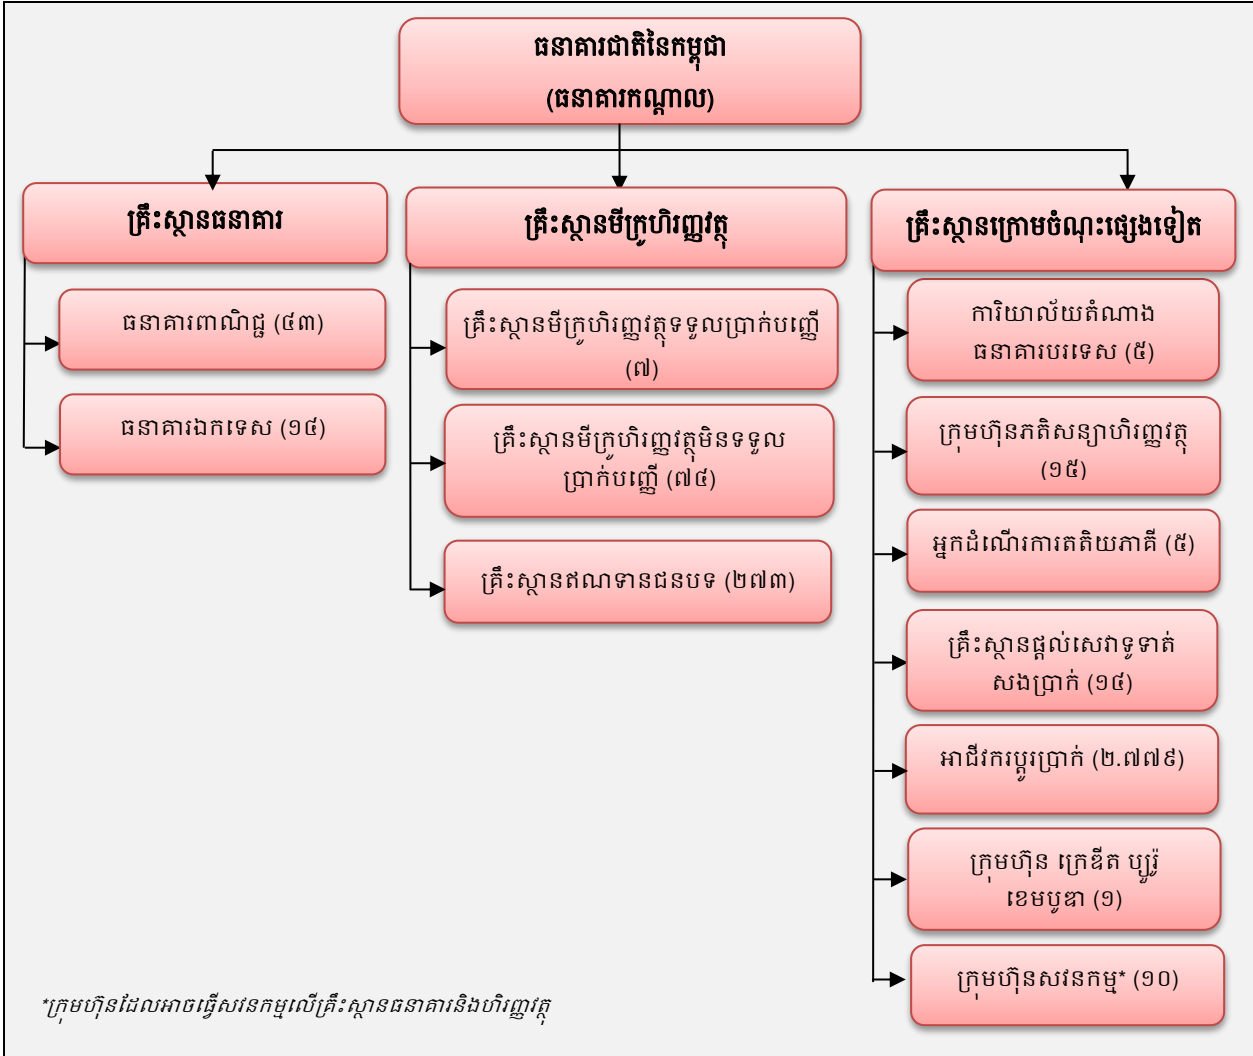 ធនាគារជាតិនៃកម្ពុជា
(ធនាគារកណ្តាល)
គ្រឹះស្ថានធនាគារ
ធនាគារពាណិជ្ជ (៤៣)
ធនាគារឯកទេស (១៤)
គ្រឹះស្ថានមីក្រូហិរញ្ញវត្ថុ
គ្រឹះស្ថានមីក្រូហិរញ្ញវត្ថុទទួលប្រាក់បញ្ញើ
(៧)
គ្រឹះស្ថានមីក្រូហិរញ្ញវត្ថុមិនទទួល
ប្រាក់បញ្ញើ (៧៤)
គ្រឹះស្ថានឥណទានជនបទ (២៧៣)
គ្រឹះស្ថានក្រោមចំណុះផ្សេងទៀត
ការិយាល័យតំណាង
ធនាគារបរទេស (៥)
ក្រុមហ៊ុនភតិសន្យាហិរញ្ញវត្ថុ
(១៥)
អ្នកដំណើរការតតិយភាគី (៥)
គ្រឹះស្ថានផ្តល់សេវាទូទាត់
សងប្រាក់ (១៤)
អាជីវករប្តូរប្រាក់ (២.៧៧៩)
ក្រុមហ៊ុន ក្រេឌីត ប្យូរ៉ូ
ខេមបូឌា (១)
ក្រុមហ៊ុនសវនកម្ម* (១០)
*ក្រុមហ៊ុនដែលអាចធ្វើសវនកម្មលើគ្រឹះស្ថានធនាគារនិងហិរញ្ញវត្ថុ